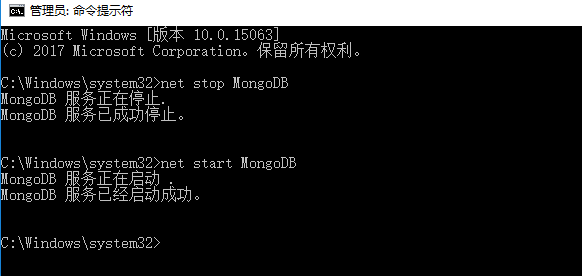 管理员: 命令提示符
C:\.
Microsoft Windows [版本 10.0.15063]
(c) 2017 Microsoft Corporation。保留所有权利。
C:\Windows\system32>net stop MongoDB
MongoDB 服务正在停止.
MongoDB 服务已成功停止。
C:\Windows\system32>net start MongoDB
MongoDB 服务正在启动 .
MongoDB 服务已经启动成功。
C:\Windows\system32>